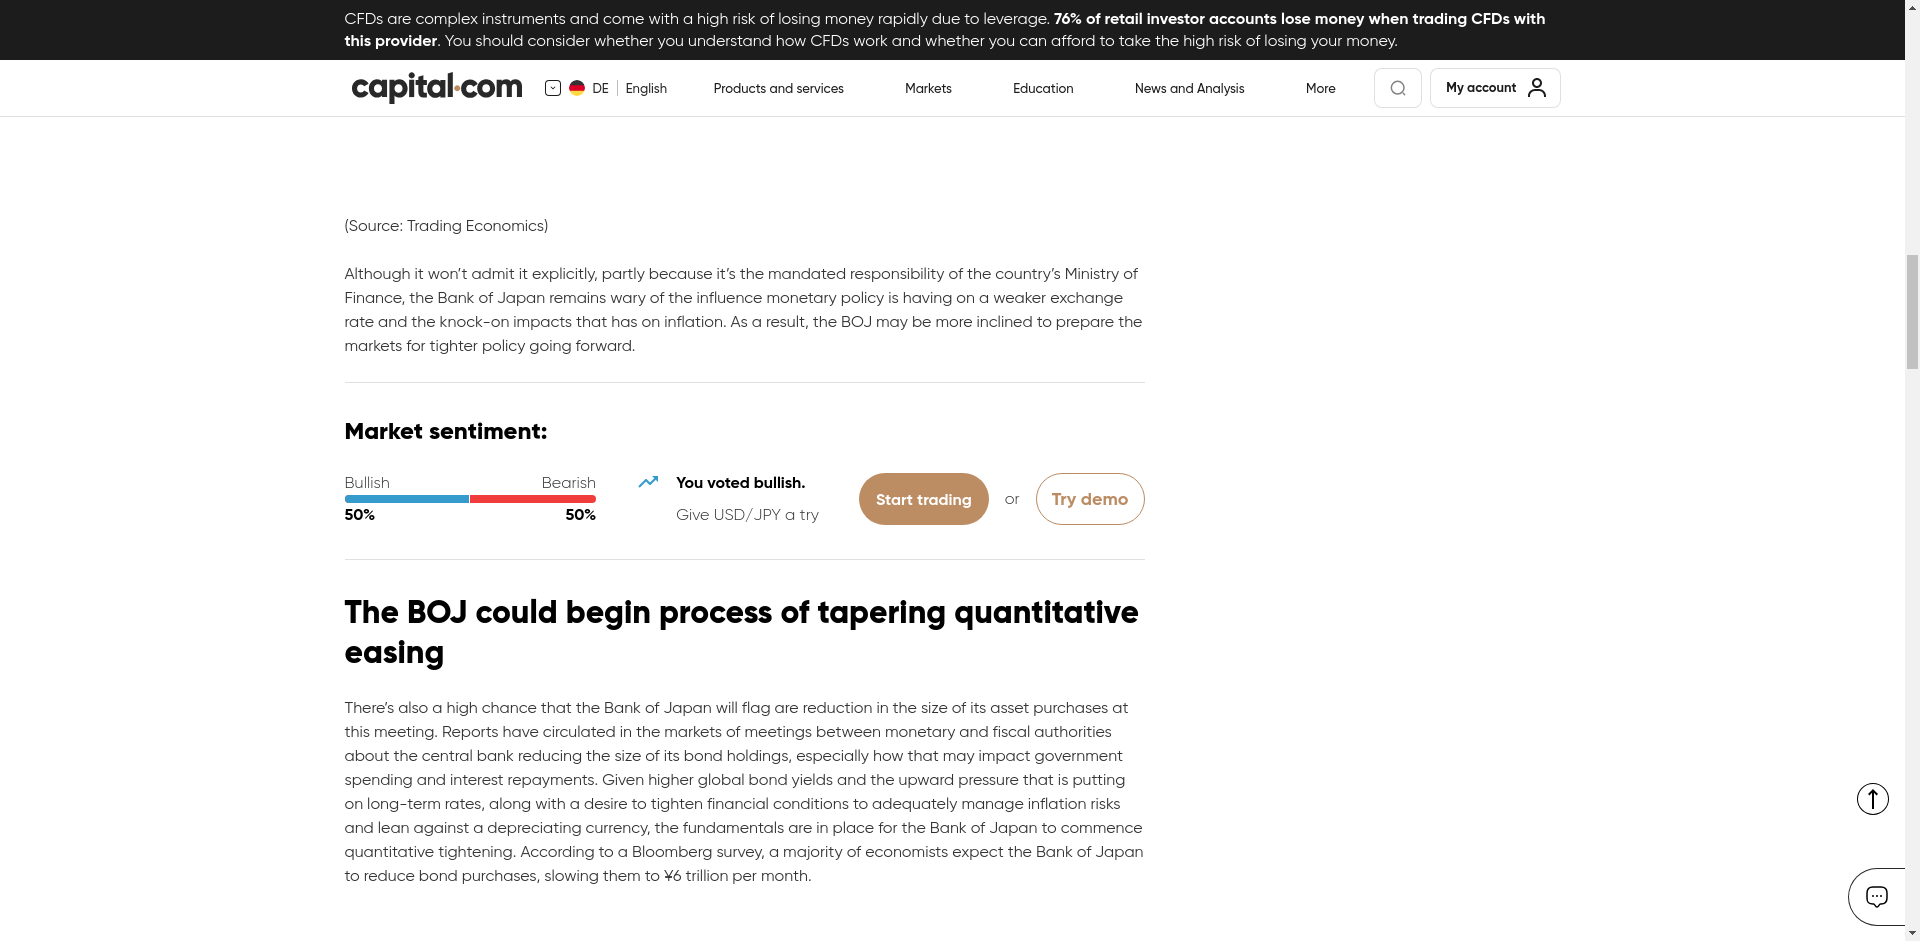 CFDs are complex instruments and come with a high risk of losing money rapidly due to leverage. 76% of retail investor accounts lose money when trading CFDs with
this provider. You should consider whether you understand how CFDs work and whether you can afford to take the high risk of losing your money.
capital.com
DE
English
Products and services
Markets
Education
News and Analysis
More
My account
(Source: Trading Economics)
Although it won’t admit it explicitly, partly because it’s the mandated responsibility of the country’s Ministry of
Finance, the Bank of Japan remains wary of the influence monetary policy is having on a weaker exchange
rate and the knock-on impacts that has on inflation. As a result, the BOJ may be more inclined to prepare the
markets for tighter policy going forward.
Market sentiment:
Bullish
Bearish
50%
50%
You voted bullish.
Give USD/JPY a try
Start trading
or
Try demo
The BOJ could begin process of tapering quantitative
easing
There’s also a high chance that the Bank of Japan will flag are reduction in the size of its asset purchases at
this meeting. Reports have circulated in the markets of meetings between monetary and fiscal authorities
about the central bank reducing the size of its bond holdings, especially how that may impact government
spending and interest repayments. Given higher global bond yields and the upward pressure that is putting
on long-term rates, along with a desire to tighten financial conditions to adequately manage inflation risks
and lean against a depreciating currency, the fundamentals are in place for the Bank of Japan to commence
quantitative tightening. According to a Bloomberg survey, a majority of economists expect the Bank of Japan
to reduce bond purchases, slowing them to ¥6 trillion per month.